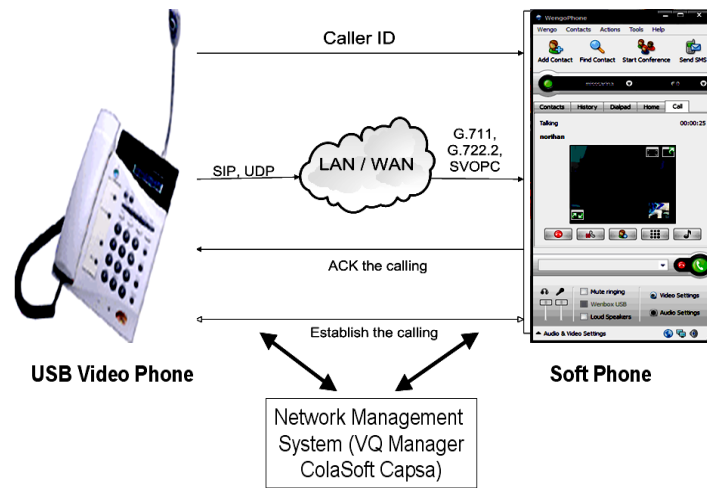 Caller ID
SIP, UDP
LAN / WAN
G.711,
G.722.2,
SVOPC
ACK the calling
Establish the calling
USB Video Phone
Soft Phone
Network Management
System (VQ Manager
ColaSoft Capsa)
WengoPhone
Wengo Contacts Actions Tools Help
Add Contact Find Contact Start Conference Send SMS
Contacts History Dialpad Home Call
Talking 00:00:25
norihan
Mute ringing
Wenbox USB
Loud Speakers
Video Settings
Audio Settings
Audio & Video Settings